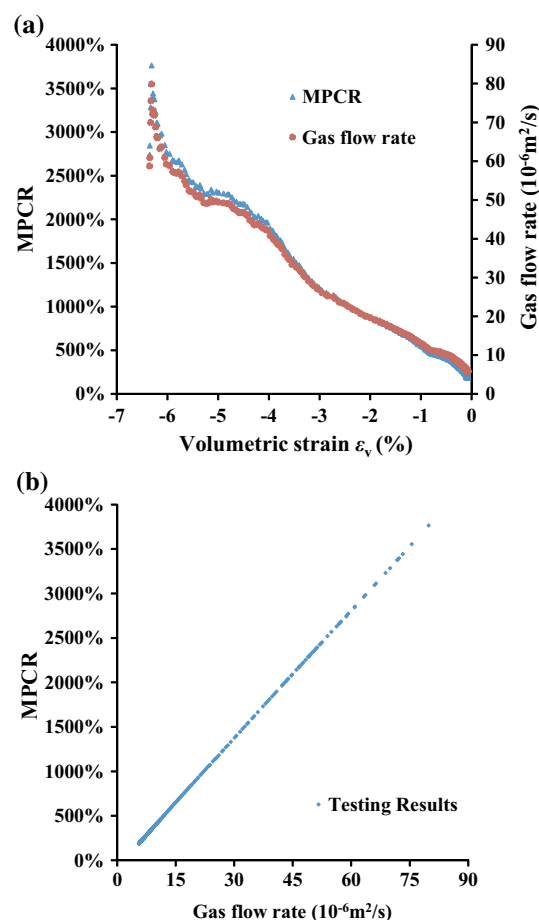 (a)
4000%
3500%
3000%
2500%
2000%
1500%
1000%
500%
0%
MPCR
90
80
70
60
50
40
30
20
10
0
Gas flow rate (10⁻⁶m²/s)
MPCR
Gas flow rate
-7 -6 -5 -4 -3 -2 -1 0
Volumetric strain εᵥ (%)
(b)
4000%
3500%
3000%
2500%
2000%
1500%
1000%
500%
0%
MPCR
Testing Results
0 15 30 45 60 75 90
Gas flow rate (10⁻⁶m²/s)